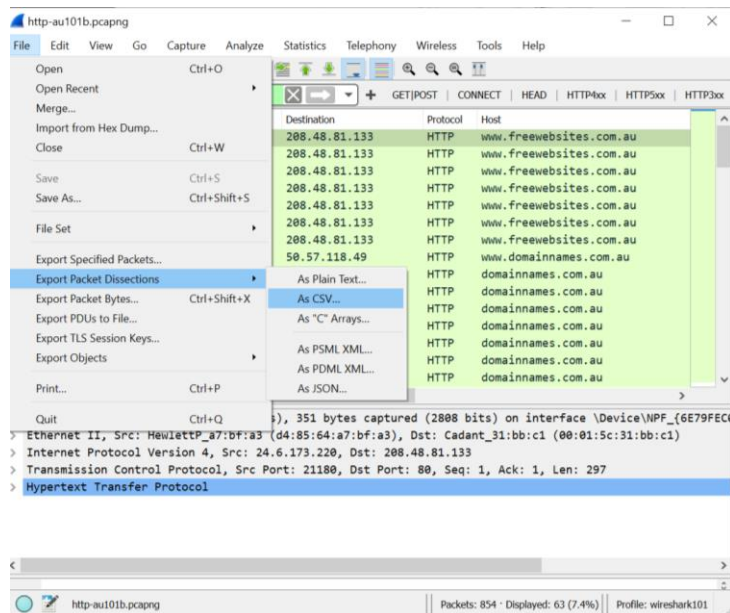 http-au101b.pcapng
File Edit View Go Capture Analyze Statistics Telephony Wireless Tools Help
Open Ctrl+O
Open Recent
Merge...
Import from Hex Dump...
Close Ctrl+W
Save Ctrl+S
Save As... Ctrl+Shift+S
File Set
Export Specified Packets...
Export Packet Dissections
Export Packet Bytes... Ctrl+Shift+X
Export PDUs to File...
Export TLS Session Keys...
Export Objects
Print... Ctrl+P
Quit Ctrl+Q
As Plain Text...
As CSV...
As "C" Arrays...
As PSML XML...
As PDML XML...
As JSON...
+ GET|POST | CONNECT | HEAD | HTTP4xx | HTTP5xx | HTTP3xx
Destination Protocol Host
208.48.81.133 HTTP www.freewebsites.com.au
208.48.81.133 HTTP www.freewebsites.com.au
208.48.81.133 HTTP www.freewebsites.com.au
208.48.81.133 HTTP www.freewebsites.com.au
208.48.81.133 HTTP www.freewebsites.com.au
208.48.81.133 HTTP www.freewebsites.com.au
208.48.81.133 HTTP www.freewebsites.com.au
50.57.118.49 HTTP www.domainnames.com.au
HTTP domainnames.com.au
HTTP domainnames.com.au
HTTP domainnames.com.au
HTTP domainnames.com.au
HTTP domainnames.com.au
HTTP domainnames.com.au
HTTP domainnames.com.au
s), 351 bytes captured (2808 bits) on interface \Device\NPF_{6E79FEC
Ethernet II, Src: HewlettP_a7:bf:a3 (d4:85:64:a7:bf:a3), Dst: Cadant_31:bb:c1 (00:01:5c:31:bb:c1)
Internet Protocol Version 4, Src: 24.6.173.220, Dst: 208.48.81.133
Transmission Control Protocol, Src Port: 21180, Dst Port: 80, Seq: 1, Ack: 1, Len: 297
Hypertext Transfer Protocol
http-au101b.pcapng Packets: 854 · Displayed: 63 (7.4%) Profile: wireshark101